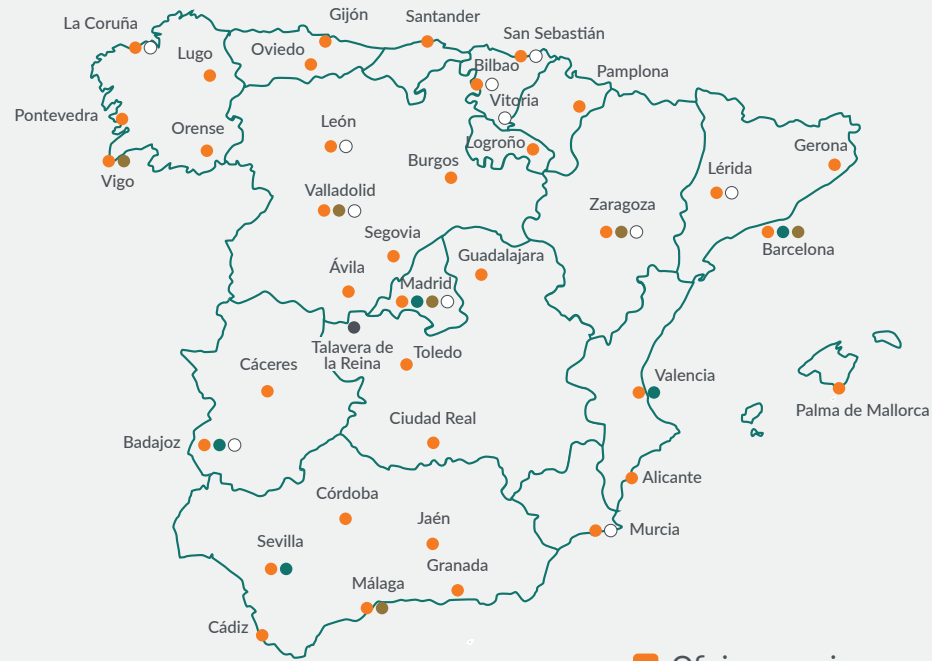 Gijón
Santander
La Coruña
San Sebastián
Oviedo
Lugo
Bilbao
Pamplona
Vitoria
Pontevedra
León
Orense
Logroño
Gerona
Burgos
Lérida
Vigo
Valladolid
Zaragoza
Segovia
Barcelona
Guadalajara
Ávila
Madrid
Talavera de
la Reina
Toledo
Cáceres
Valencia
Palma de Mallorca
Ciudad Real
Badajoz
Alicante
Córdoba
Jaén
Murcia
Sevilla
Granada
Málaga
Cádiz